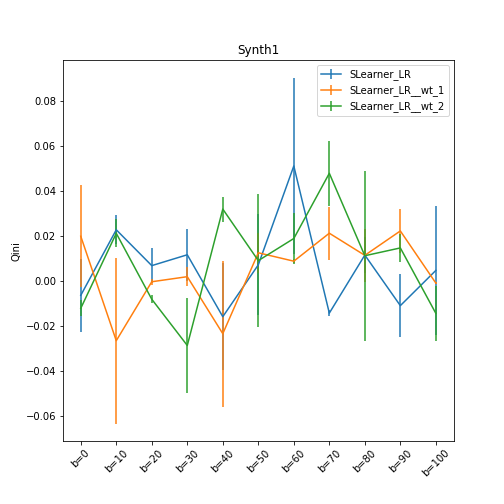 Synth1
SLearner_LR
SLearner_LR__wt_1
SLearner_LR__wt_2
Qini
0.08
0.06
0.04
0.02
0.00
−0.02
−0.04
−0.06
b=0
b=10
b=20
b=30
b=40
b=50
b=60
b=70
b=80
b=90
b=100